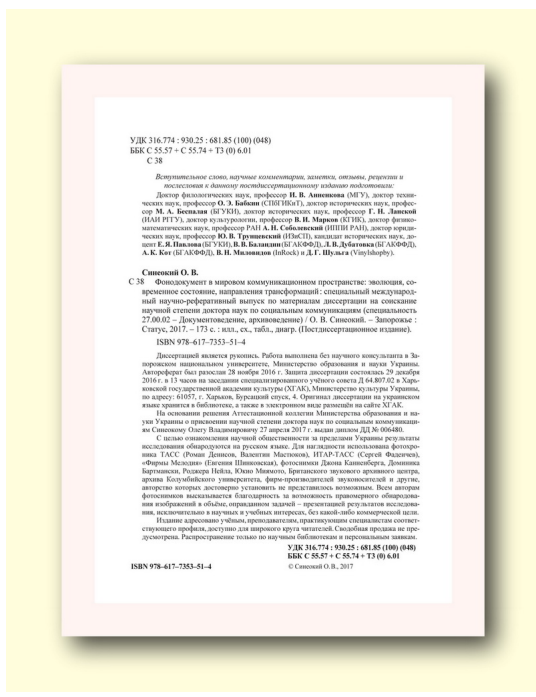 УДК 316.774 : 930.25 : 681.85 (100) (048)
ББК С 55.57 + С 55.74 + Т3 (0) 6.01
С 38
Вступительное слово, научные комментарии, заметки, отзывы, рецензии и
послесловия к данному постдиссертационному изданию подготовили:
Доктор филологических наук, профессор И. В. Анненкова (МГУ), доктор техни-
ческих наук, профессор О. Э. Бабкин (СПбГИКиТ), доктор исторических наук, профес-
сор М. А. Беспалая (БГУКИ), доктор исторических наук, профессор Г. Н. Ланской
(ИАИ РГГУ), доктор культурологии, профессор В. И. Марков (КГИК), доктор физико-
математических наук, профессор РАН А. Н. Соболевский (ИППИ РАН), доктор юриди-
ческих наук, профессор Ю. В. Трунцевский (ИЗиСП), кандидат исторических наук, до-
цент Е. Я. Павлова (БГУКИ), В. В. Баландин (БГАКФФД), Л. В. Дубатовка (БГАКФФД),
А. К. Кот (БГАКФФД), В. Н. Миловидов (InRock) и Д. Г. Шульга (Vinylshopby).
Синеокий О. В.
С 38 Фонодокумент в мировом коммуникационном пространстве: эволюция, со-
временное состояние, направления трансформаций : специальный международ-
ный научно-реферативный выпуск по материалам диссертации на соискание
научной степени доктора наук по социальным коммуникациям (специальность
27.00.02 – Документоведение, архивоведение) / О. В. Синеокий. – Запорожье :
Статус, 2017. – 173 с. : илл., сх., табл., диагр. (Постдиссертационное издание).
ISBN 978–617–7353–51–4
Диссертацией является рукопись. Работа выполнена без научного консультанта в За-
порожском национальном университете, Министерство образования и науки Украины.
Автореферат был разослан 28 ноября 2016 г. Защита диссертации состоялась 29 декабря
2016 г. в 13 часов на заседании специализированного учёного совета Д 64.807.02 в Харь-
ковской государственной академии культуры (ХГАК), Министерство культуры Украины,
по адресу: 61057, г. Харьков, Бурсацкий спуск, 4. Оригинал диссертации на украинском
языке хранится в библиотеке, а также в электронном виде размещён на сайте ХГАК.
На основании решения Аттестационной коллегии Министерства образования и на-
уки Украины о присвоении научной степени доктора наук по социальным коммуникаци-
ям Синеокому Олегу Владимировичу 27 апреля 2017 г. выдан диплом ДД № 006480.
С целью ознакомления научной общественности за пределами Украины результаты
исследования обнародуются на русском языке. Для наглядности использована фотохро-
ника ТАСС (Роман Денисов, Валентин Мастюков), ИТАР-ТАСС (Сергей Фадеичев),
«Фирмы Мелодия» (Евгения Шинковская), фотоснимки Джона Канненберга, Доминика
Бартмански, Роджера Нейла, Юкио Миямото, Британского звукового архивного центра,
архива Колумбийского университета, фирм-производителей звуконосителей и другие,
авторство которых достоверно установить не представилось возможным. Всем авторам
фотоснимков высказывается благодарность за возможность правомерного обнародова-
ния изображений в объёме, оправданном задачей – презентацией результатов исследова-
ния, исключительно в научных и учебных интересах, без какой-либо коммерческой цели.
Издание адресовано учёным, преподавателям, практикующим специалистам соответ-
ствующего профиля, доступно для широкого круга читателей. Свободная продажа не пре-
дусмотрена. Распространение только по научным библиотекам и персональным заявкам.
УДК 316.774 : 930.25 : 681.85 (100) (048)
ББК С 55.57 + С 55.74 + Т3 (0) 6.01
ISBN 978–617–7353–51–4 © Синеокий О.В., 2017